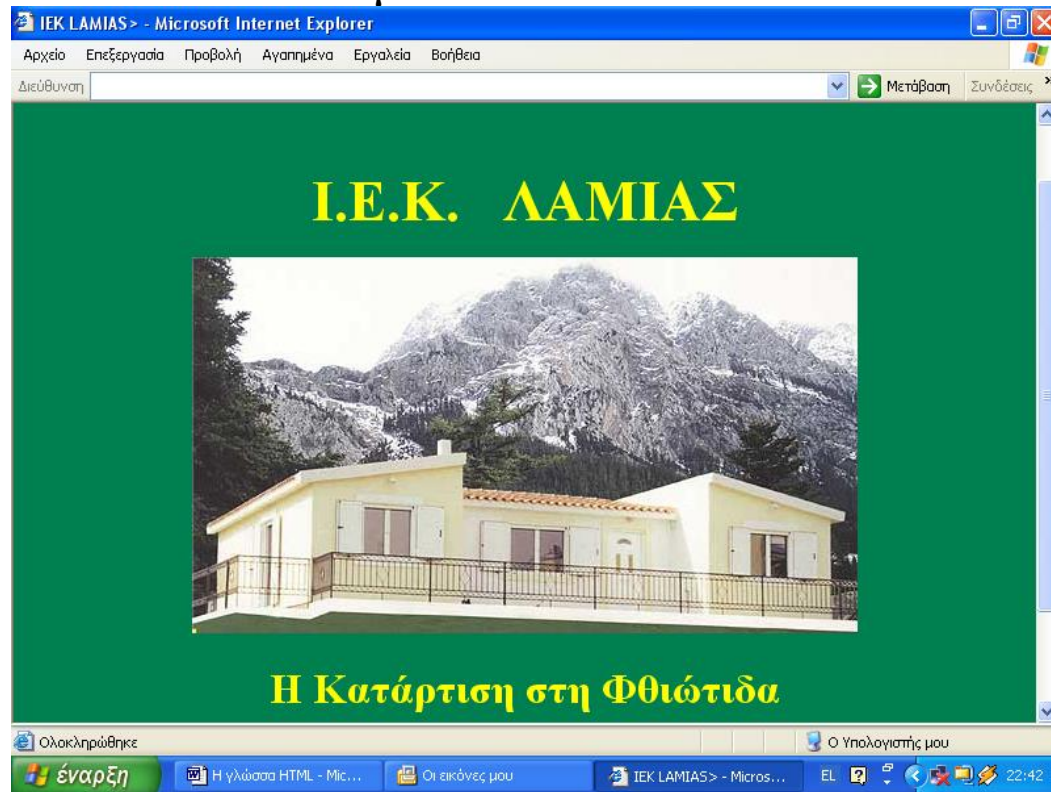 IEK LAMIAS> - Microsoft Internet Explorer
Αρχείο Επεξεργασία Προβολή Αγαπημένα Εργαλεία Βοήθεια
Διεύθυνση Μετάβαση Συνδέσεις »
Ι.Ε.Κ. ΛΑΜΙΑΣ
Η Κατάρτιση στη Φθιώτιδα
Ολοκληρώθηκε Ο Υπολογιστής μου
έναρξη Η γλώσσα HTML - Mic... Οι εικόνες μου IEK LAMIAS> - Micros... EL 22:42